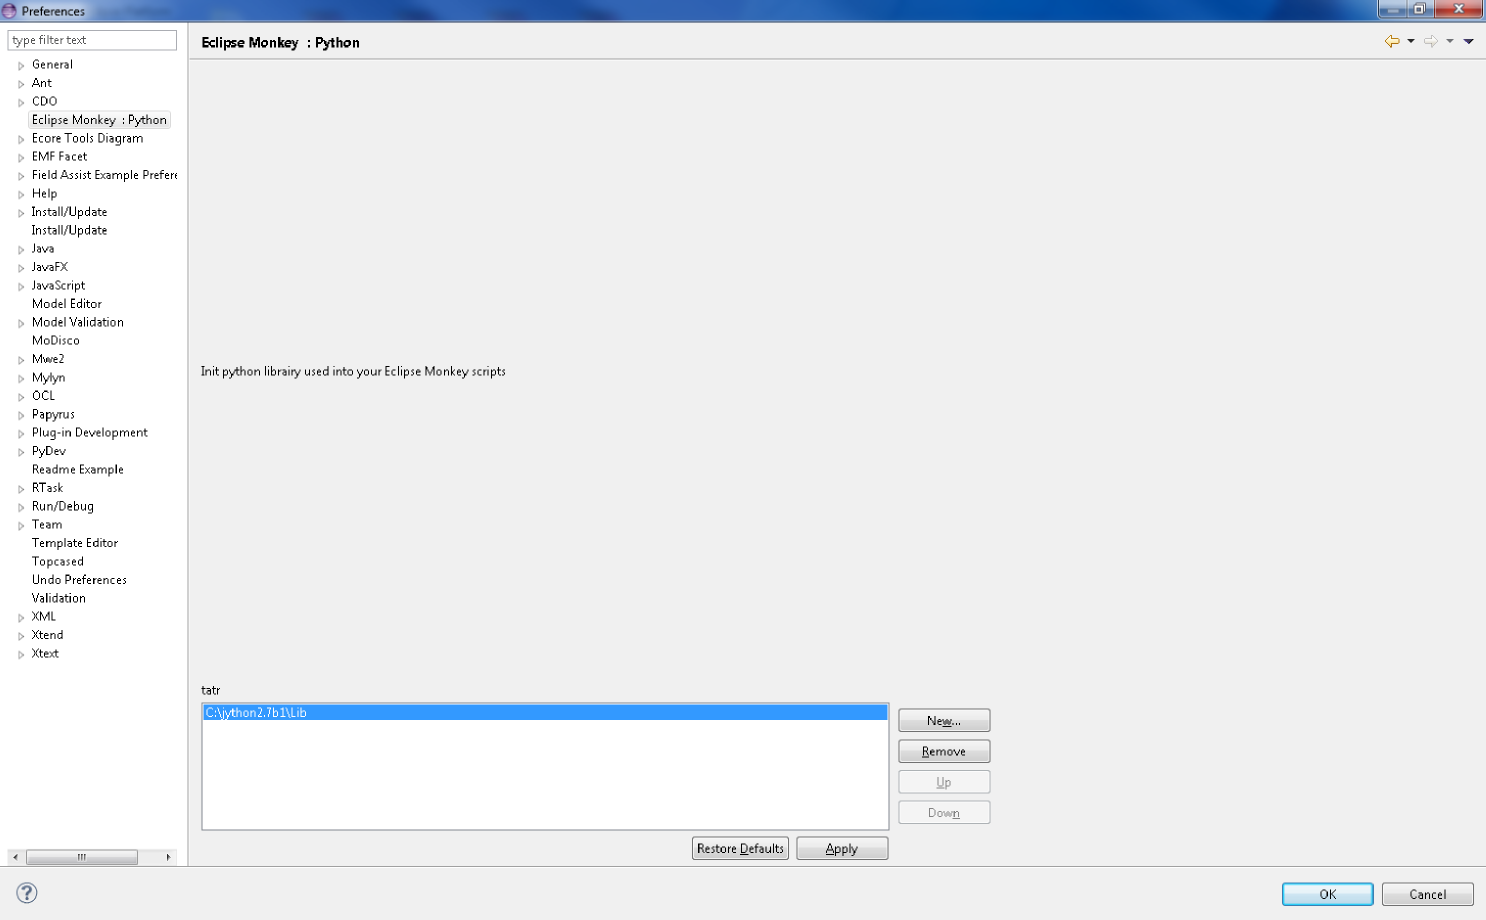 Preferences
type filter text
Eclipse Monkey : Python
General
Ant
CDO
Eclipse Monkey : Python
Ecore Tools Diagram
EMF Facet
Field Assist Example Prefere
Help
Install/Update
Install/Update
Java
JavaFX
JavaScript
Model Editor
Model Validation
MoDisco
Mwe2
Mylyn
OCL
Papyrus
Plug-in Development
PyDev
Readme Example
RTask
Run/Debug
Team
Template Editor
Topcased
Undo Preferences
Validation
XML
Xtend
Xtext
Init python librairy used into your Eclipse Monkey scripts
tatr
C:\jython2.7b1\Lib
New...
Remove
Up
Down
Restore Defaults
Apply
OK
Cancel